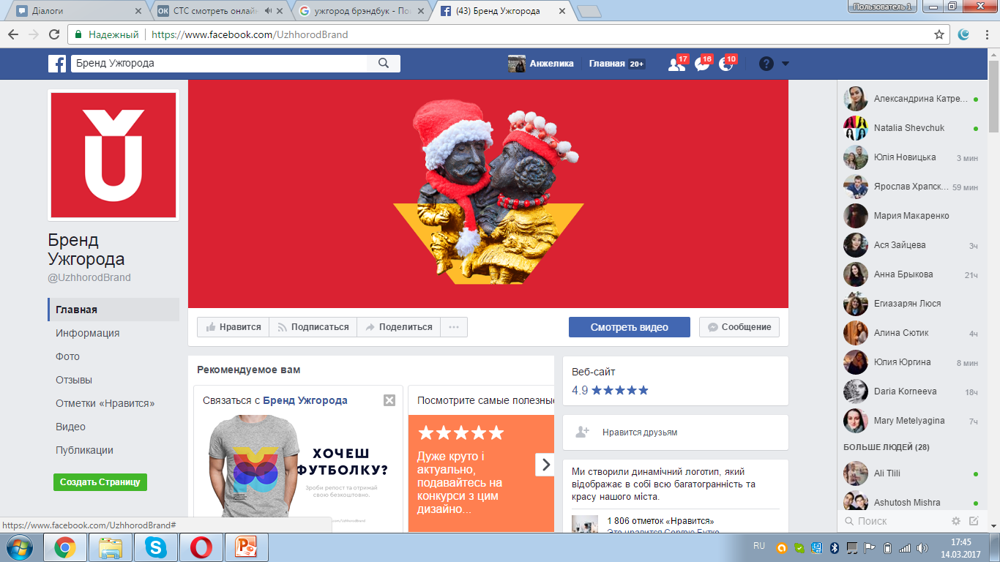 Діалоги
СТС смотреть онлайн
ужгород брэндбук - Пои
(43) Бренд Ужгорода
Пользователь 1
Надежный
https://www.facebook.com/UzhhorodBrand
Бренд Ужгорода
Анжелика
Главная 20+
17
16
10
Бренд
Ужгорода
@UzhhorodBrand
Главная
Информация
Фото
Отзывы
Отметки «Нравится»
Видео
Публикации
Создать Страницу
Нравится
Подписаться
Поделиться
Смотреть видео
Сообщение
Рекомендуемое вам
Связаться с Бренд Ужгорода
ХОЧЕШ
ФУТБОЛКУ?
Зроби репост та отримай
свою безкоштовно.
Посмотрите самые полезные
Дуже круто і
актуально,
подавайтесь на
конкурси з цим
дизайно...
Веб-сайт
4.9
Нравится друзьям
Ми створили динамічний логотип, який
відображає в собі всю багатогранність та
красу нашого міста.
1 806 отметок «Нравится»
Это нравится Сергую Бутко
Александрина Катре...
Natalia Shevchuk
Юлія Новицька 3 мин
Ярослав Храпск... 59 мин
Мария Макаренко
Ася Зайцева 3ч
Анна Брыкова 21ч
Егиазарян Люся
Алина Сютик 4ч
Юлия Юргина 8 мин
Daria Korneeva 18ч
Mary Metelyagina 7ч
БОЛЬШЕ ЛЮДЕЙ (28)
Ali Tlili
Ashutosh Mishra
Поиск
https://www.facebook.com/UzhhorodBrand#
RU
17:45
14.03.2017